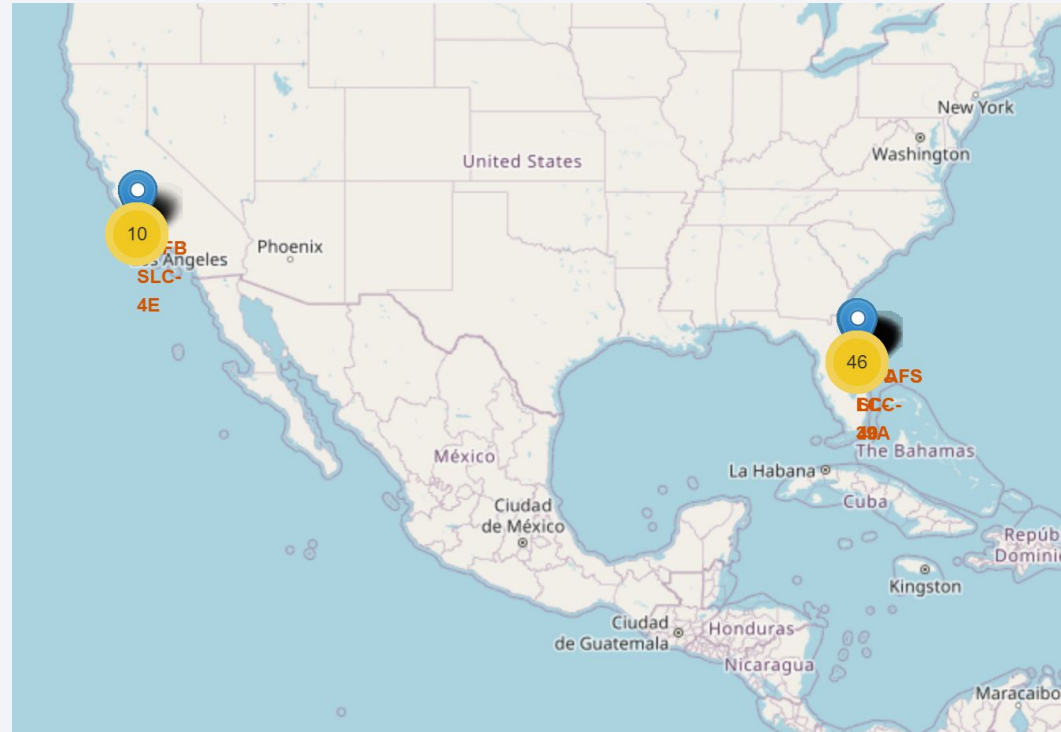 New York
Washington
United States
10
FB
Phoenix
Angeles
SLC-
4E
46
AFS
The Bahamas
México
La Habana
Cuba
Ciudad
de México
Kingston
Ciudad
de Guatemala
Honduras
Nicaragua
Maracaibo